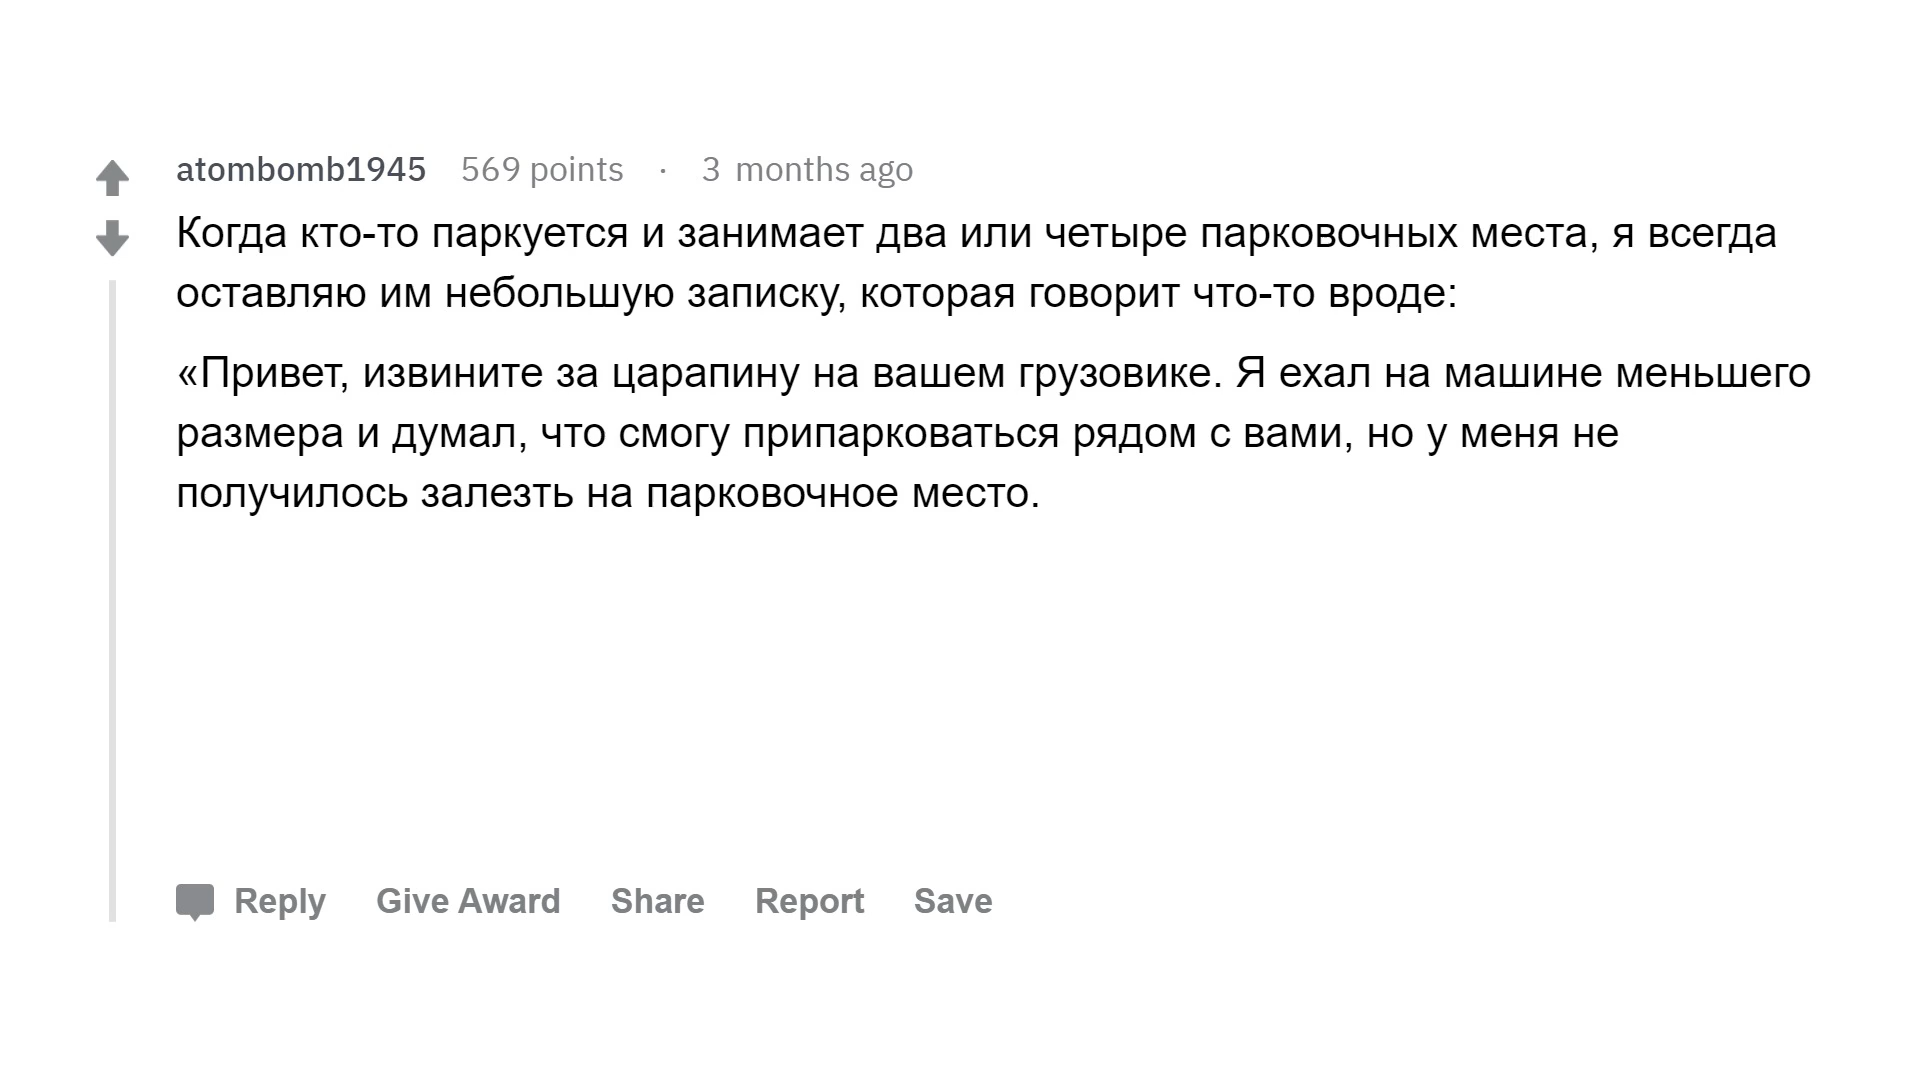 atombomb1945 569 points · 3 months ago
Когда кто-то паркуется и занимает два или четыре парковочных места, я всегда
оставляю им небольшую записку, которая говорит что-то вроде:
«Привет, извините за царапину на вашем грузовике. Я ехал на машине меньшего
размера и думал, что смогу припарковаться рядом с вами, но у меня не
получилось залезть на парковочное место.
Reply Give Award Share Report Save